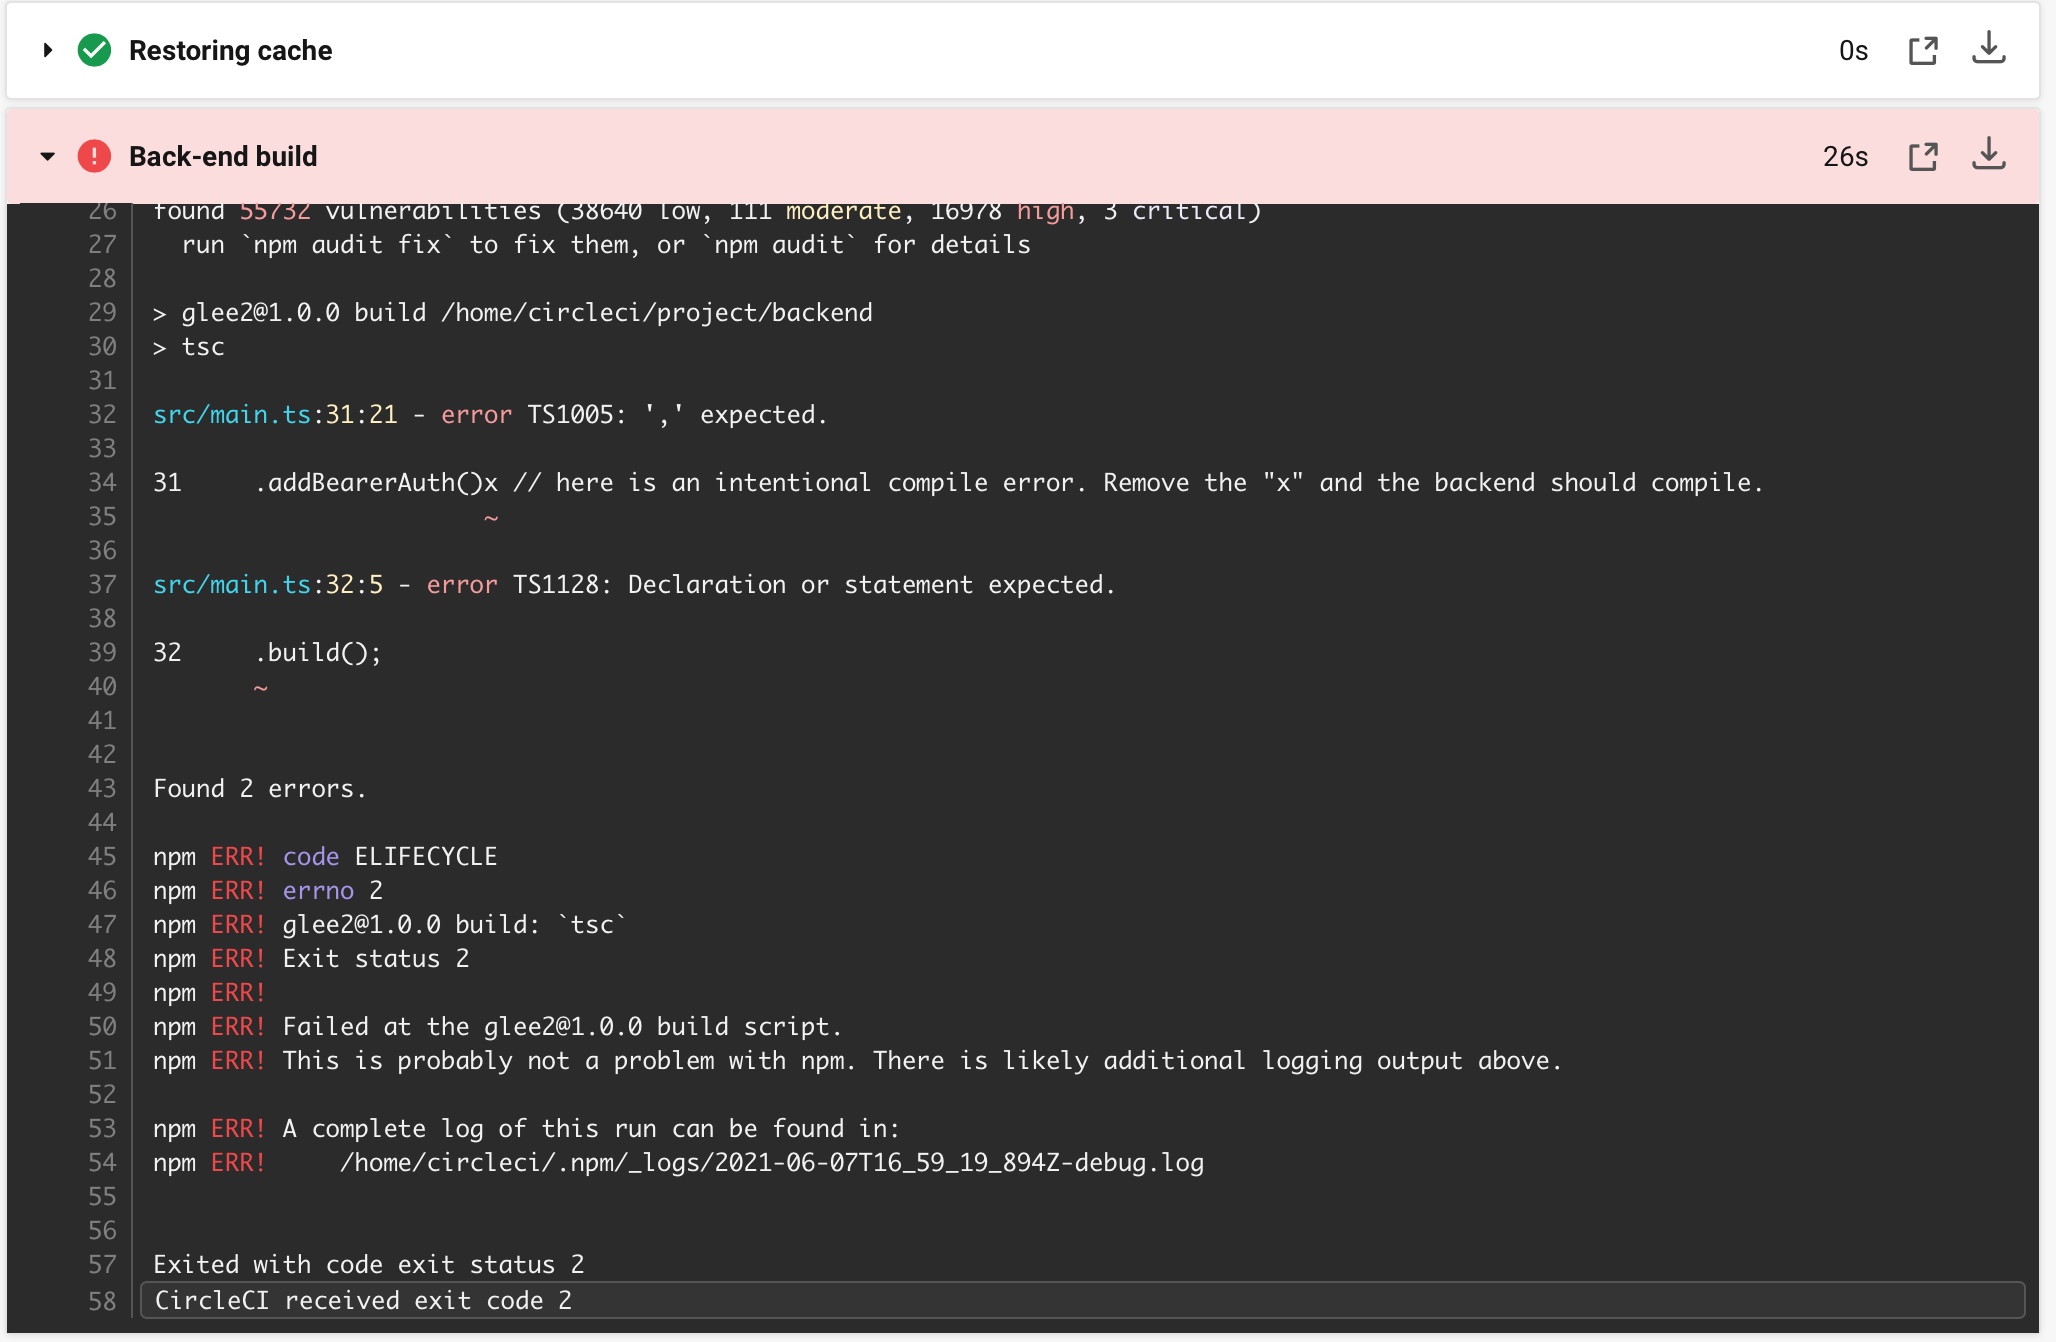 Restoring cache 0s
Back-end build 26s
26 found 55732 vulnerabilities (38640 low, 111 moderate, 16978 high, 3 critical)
27   run `npm audit fix` to fix them, or `npm audit` for details
28
29 > glee2@1.0.0 build /home/circleci/project/backend
30 > tsc
31
32 src/main.ts:31:21 - error TS1005: ',' expected.
33
34 31     .addBearerAuth()x // here is an intentional compile error. Remove the "x" and the backend should compile.
35                        ~
36
37 src/main.ts:32:5 - error TS1128: Declaration or statement expected.
38
39 32     .build();
40        ~
41
42
43 Found 2 errors.
44
45 npm ERR! code ELIFECYCLE
46 npm ERR! errno 2
47 npm ERR! glee2@1.0.0 build: `tsc`
48 npm ERR! Exit status 2
49 npm ERR!
50 npm ERR! Failed at the glee2@1.0.0 build script.
51 npm ERR! This is probably not a problem with npm. There is likely additional logging output above.
52
53 npm ERR! A complete log of this run can be found in:
54 npm ERR!     /home/circleci/.npm/_logs/2021-06-07T16_59_19_894Z-debug.log
55
56
57 Exited with code exit status 2
58 CircleCI received exit code 2